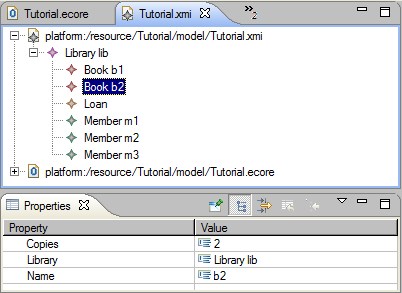 Tutorial.ecore Tutorial.xmi 2
platform:/resource/Tutorial/model/Tutorial.xmi
Library lib
Book b1
Book b2
Loan
Member m1
Member m2
Member m3
platform:/resource/Tutorial/model/Tutorial.ecore
Properties
Property Value
Copies 2
Library Library lib
Name b2